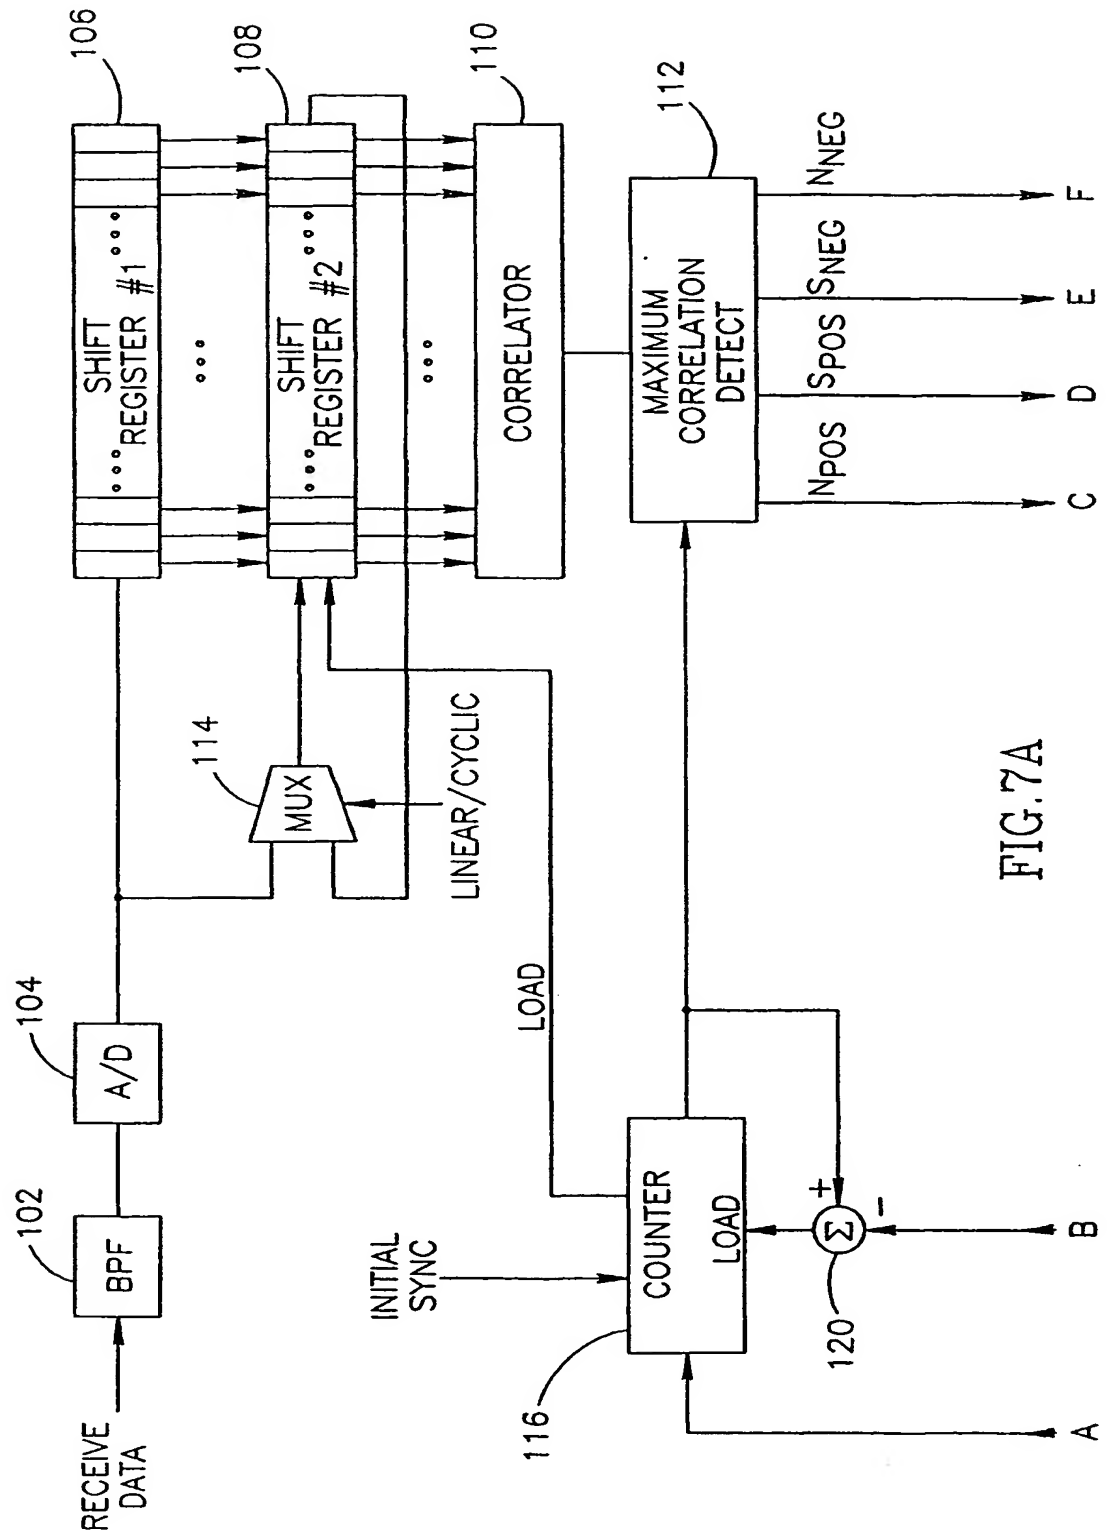 RECEIVE
DATA
BPF
102
A/D
104
SHIFT
REGISTER #1
106
MUX
114
LINEAR/CYCLIC
SHIFT
REGISTER #2
108
CORRELATOR
110
LOAD
INITIAL
SYNC
COUNTER
LOAD
116
+
-
Σ
120
MAXIMUM
CORRELATION
DETECT
112
NPOS
SPOS
SNEG
NNEG
A
B
C
D
E
F
FIG.7A